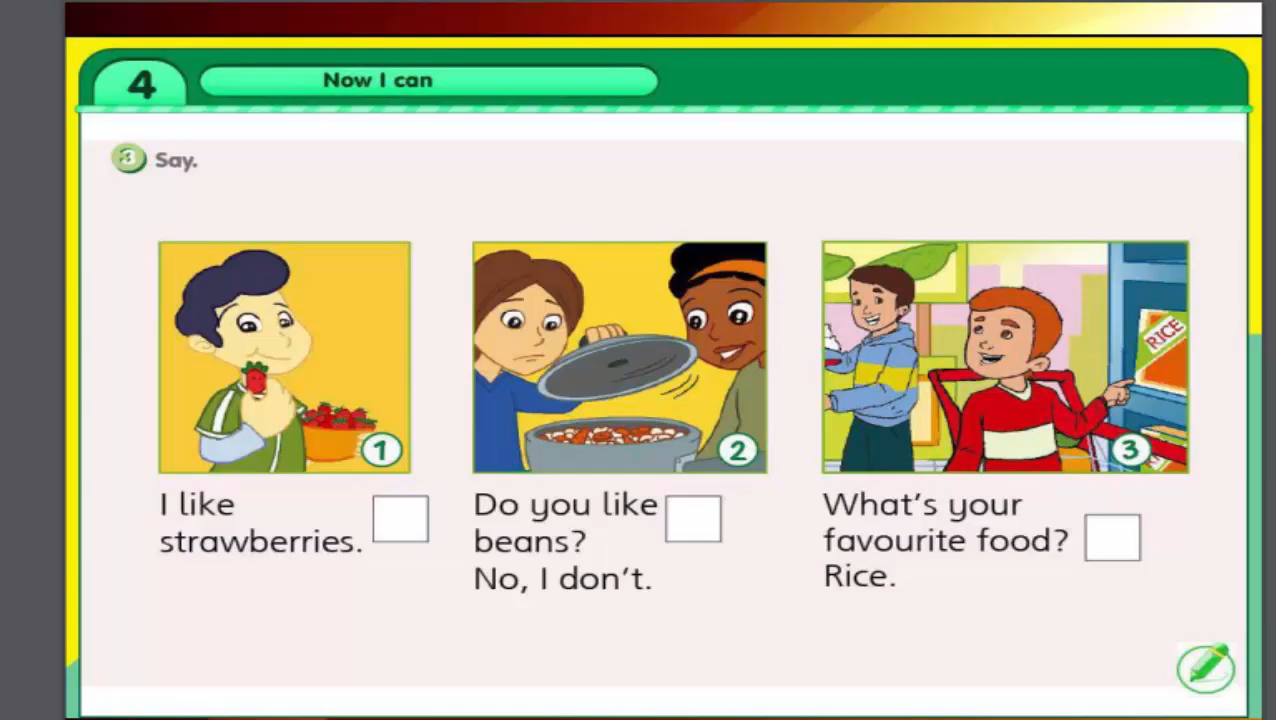 4
Now I can
3 Say.
RICE
1
2
3
I like
strawberries.
Do you like
beans?
No, I don't.
What's your
favourite food?
Rice.